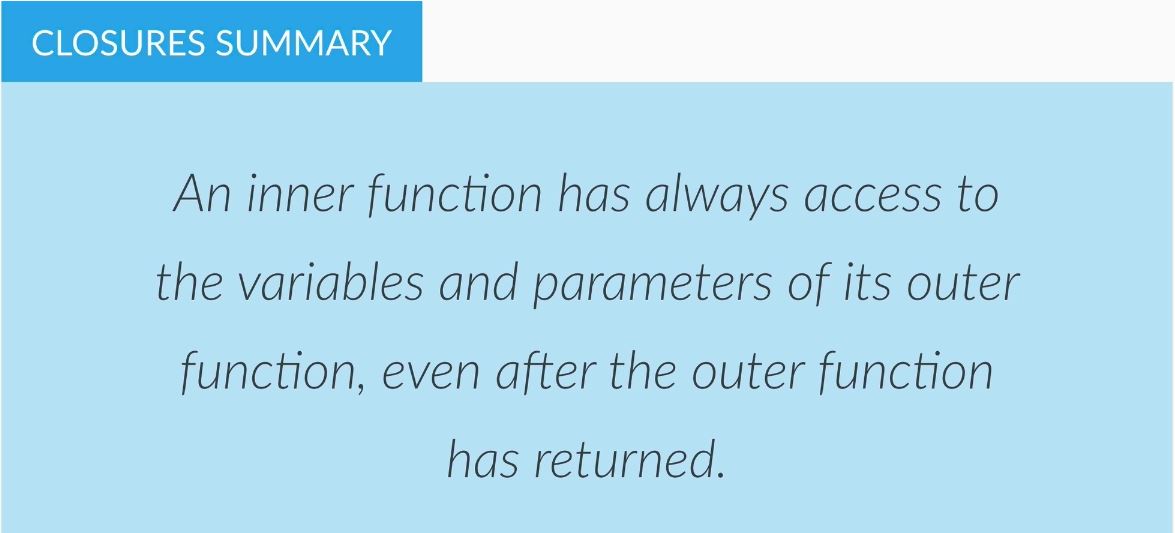 CLOSURES SUMMARY
An inner function has always access to
the variables and parameters of its outer
function, even after the outer function
has returned.